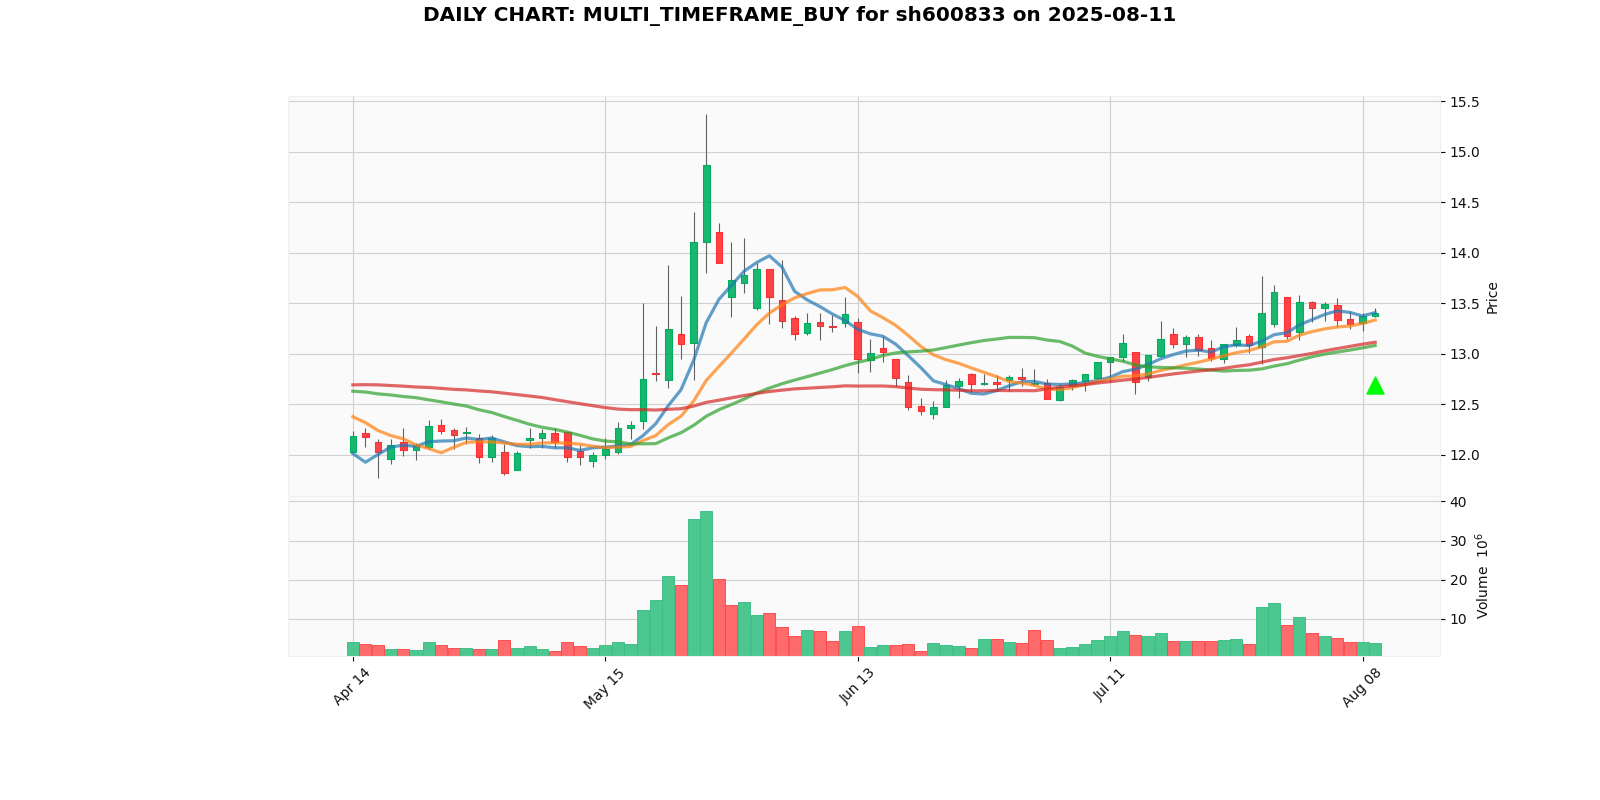 DAILY CHART: MULTI_TIMEFRAME_BUY for sh600833 on 2025-08-11
15.5
15.0
14.5
14.0
13.5
13.0
12.5
12.0
Price
40
30
20
10
Volume 10^6
Apr 14
May 15
Jun 13
Jul 11
Aug 08